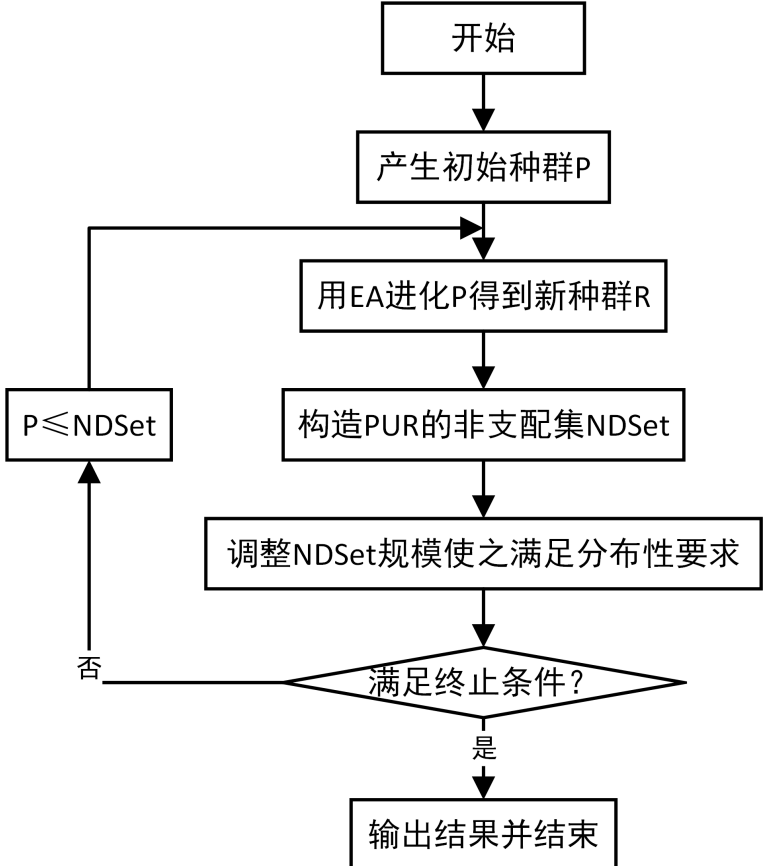 开始
产生初始种群P
用EA进化P得到新种群R
P≤NDSet
构造PUR的非支配集NDSet
调整NDSet规模使之满足分布性要求
否
满足终止条件?
是
输出结果并结束